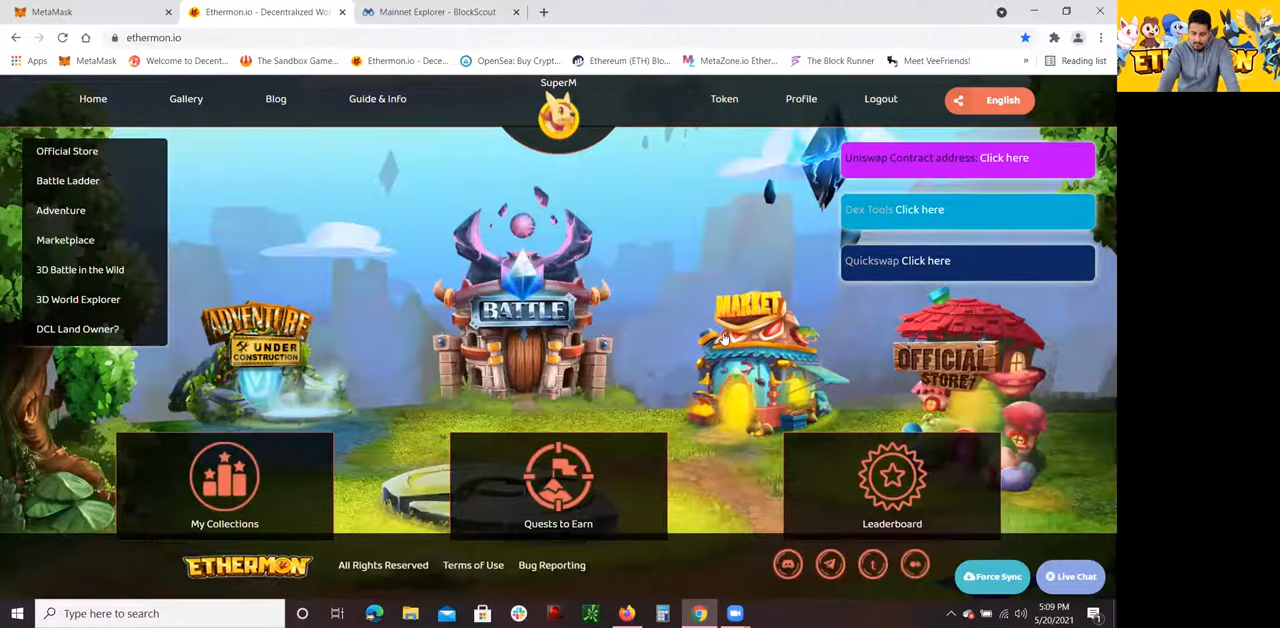 MetaMask
Ethermon.io - Decentralized Wor
Mainnet Explorer - BlockScout
ethermon.io
Apps
MetaMask
Welcome to Decent...
The Sandbox Game...
Ethermon.io - Dece...
OpenSea: Buy Crypt...
Ethereum (ETH) Blo...
MetaZone.io Ether...
The Block Runner
Meet VeeFriends!
Reading list
Home
Gallery
Blog
Guide & Info
SuperM
Token
Profile
Logout
English
Official Store
Battle Ladder
Adventure
Marketplace
3D Battle in the Wild
3D World Explorer
DCL Land Owner?
Uniswap Contract address: Click here
Dex Tools Click here
Quickswap Click here
ADVENTURE
UNDER
CONSTRUCTION
BATTLE
MARKET
OFFICIAL
STORE
My Collections
Quests to Earn
Leaderboard
ETHERMON
All Rights Reserved
Terms of Use
Bug Reporting
Force Sync
Live Chat
Type here to search
5:09 PM
5/20/2021